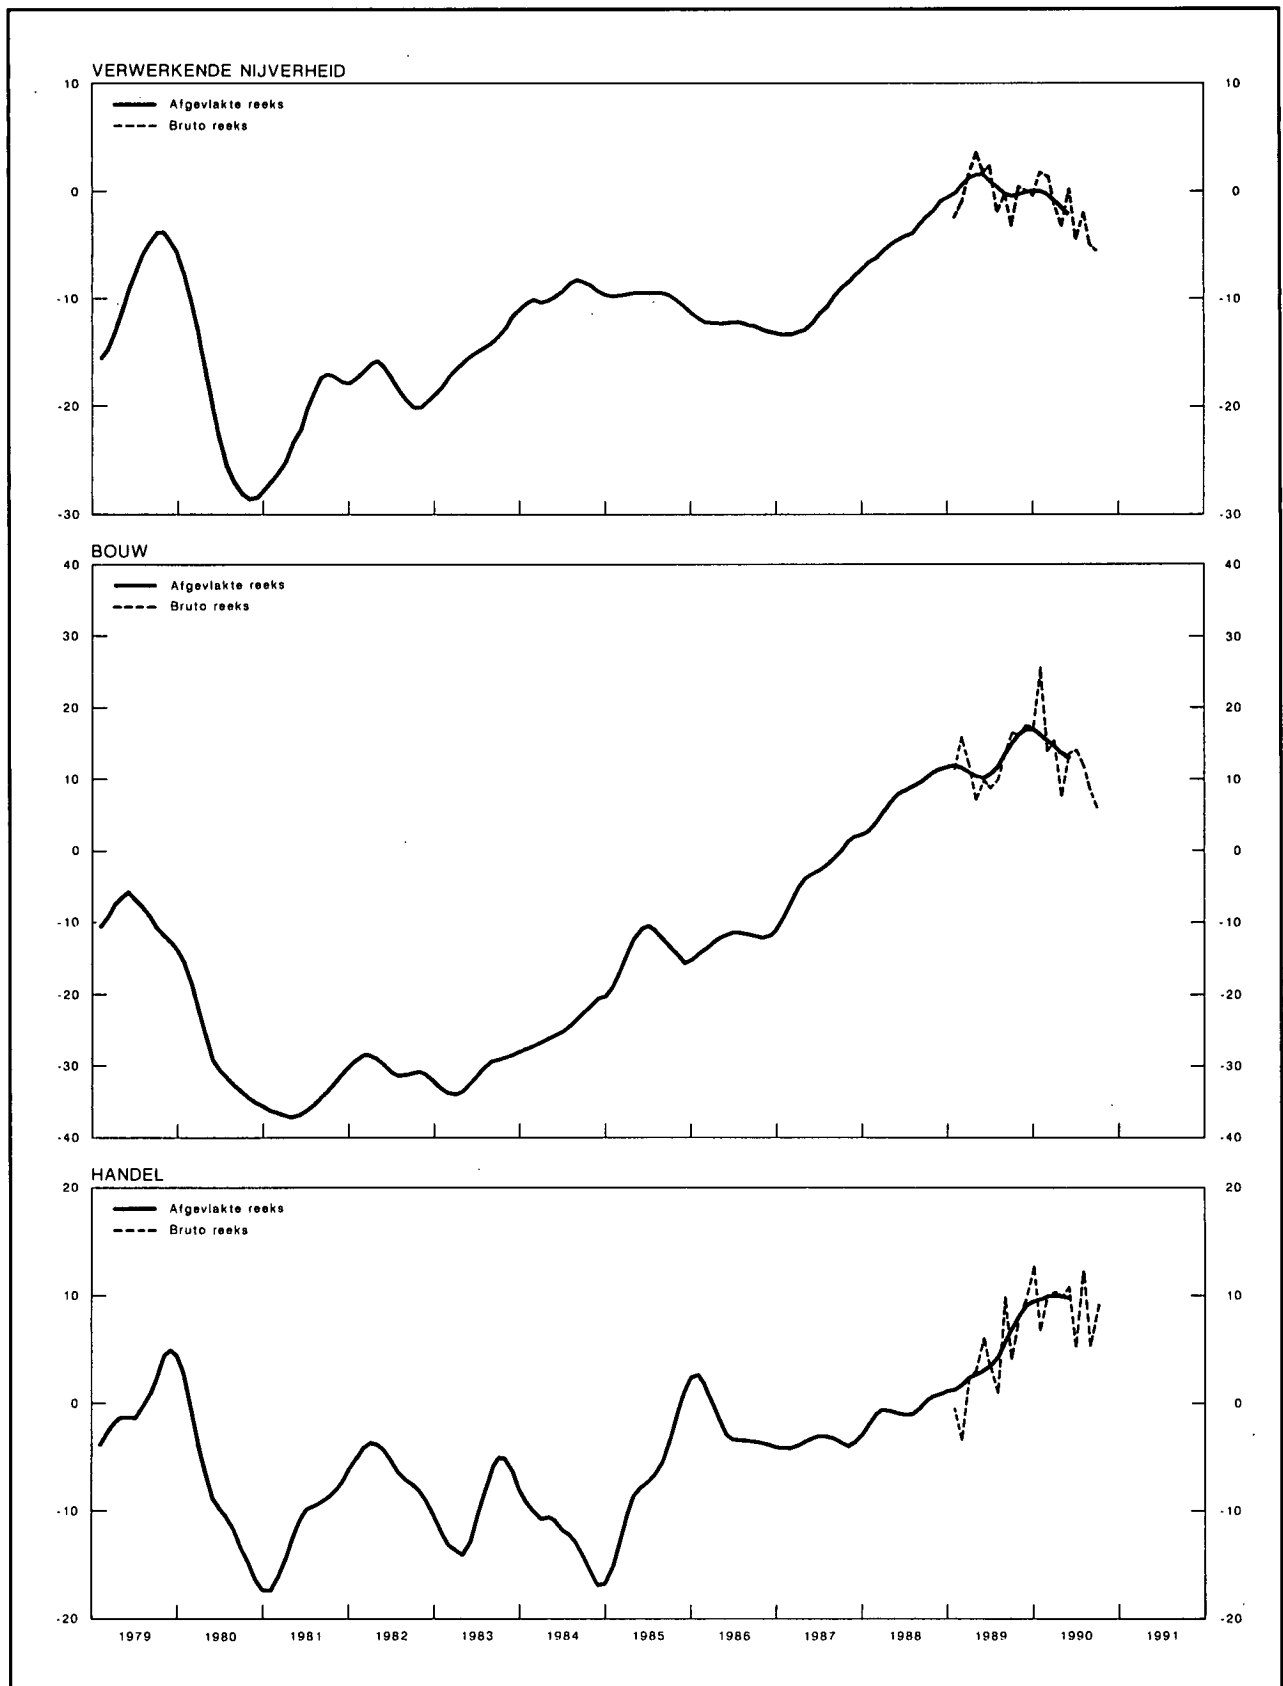 VERWERKENDE NIJVERHEID
10 10
Afgevlakte reeks
Bruto reeks
0 0
-10 -10
-20 -20
-30 -30
BOUW
40 40
Afgevlakte reeks
Bruto reeks
30 30
20 20
10 10
0 0
-10 -10
-20 -20
-30 -30
-40 -40
HANDEL
20 20
Afgevlakte reeks
Bruto reeks
10 10
0 0
-10 -10
-20 -20
1979 1980 1981 1982 1983 1984 1985 1986 1987 1988 1989 1990 1991